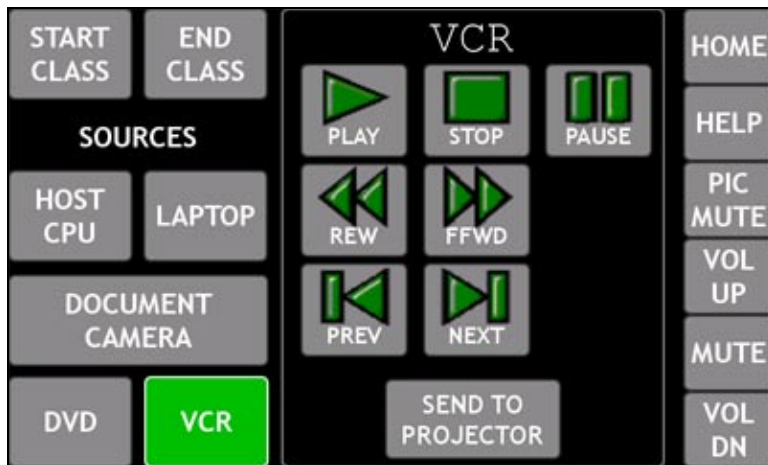 START
CLASS
END
CLASS
SOURCES
HOST
CPU
LAPTOP
DOCUMENT
CAMERA
DVD
VCR
VCR
PLAY
STOP
PAUSE
REW
FFWD
PREV
NEXT
SEND TO
PROJECTOR
HOME
HELP
PIC
MUTE
VOL
UP
MUTE
VOL
DN